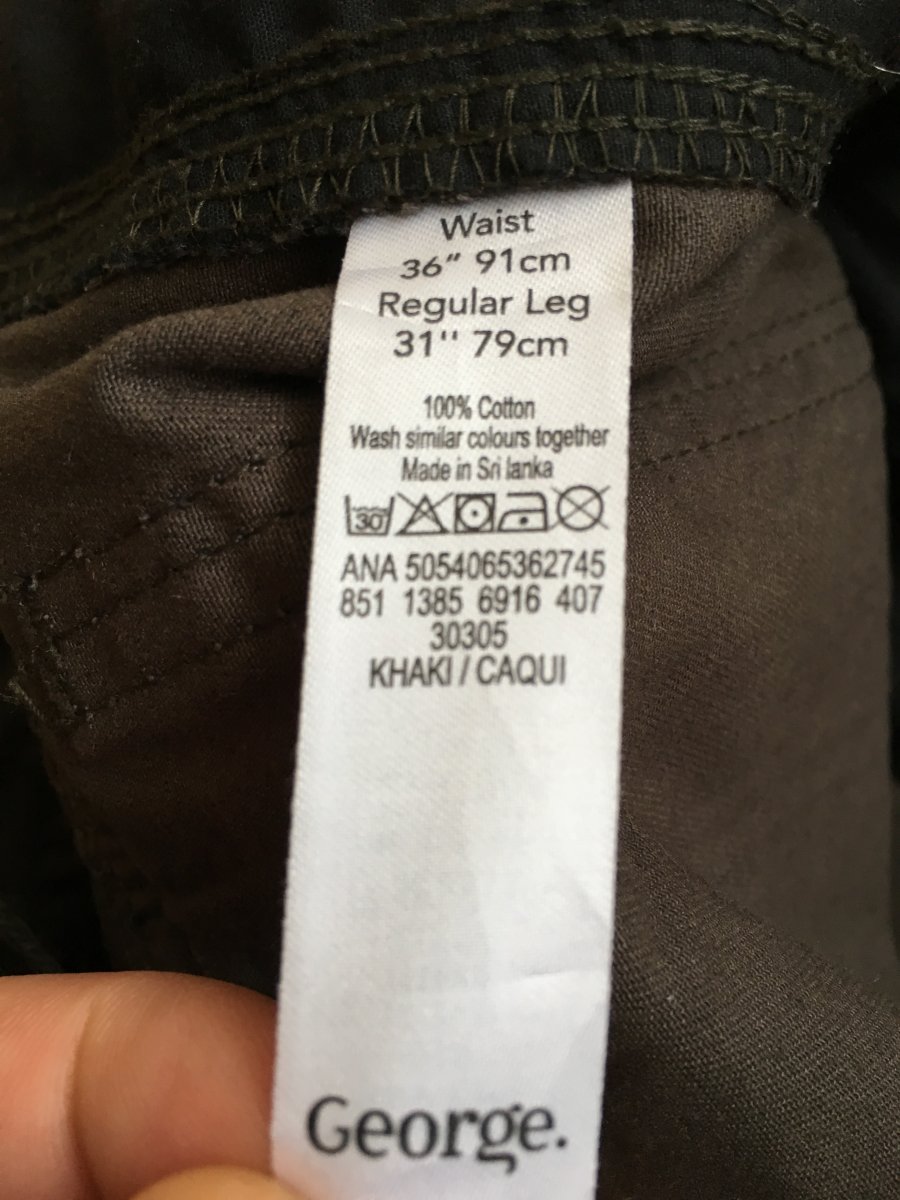 Waist
36" 91cm
Regular Leg
31" 79cm
100% Cotton
Wash similar colours together
Made in Sri lanka
30
ANA 5054065362745
851 1385 6916 407
30305
KHAKI / CAQUI
George.